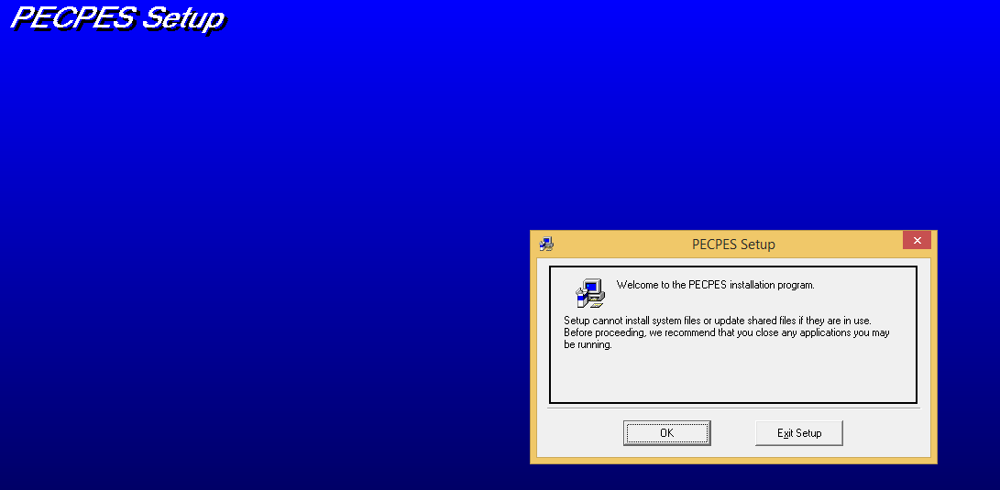 PECPES Setup
PECPES Setup
Welcome to the PECPES installation program.
Setup cannot install system files or update shared files if they are in use.
Before proceeding, we recommend that you close any applications you may
be running.
OK
Exit Setup